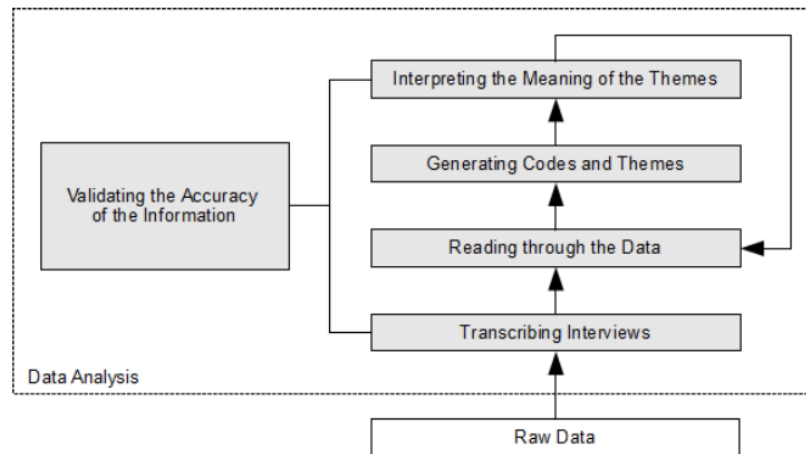 Interpreting the Meaning of the Themes
Validating the Accuracy
of the Information
Generating Codes and Themes
Reading through the Data
Transcribing Interviews
Data Analysis
Raw Data